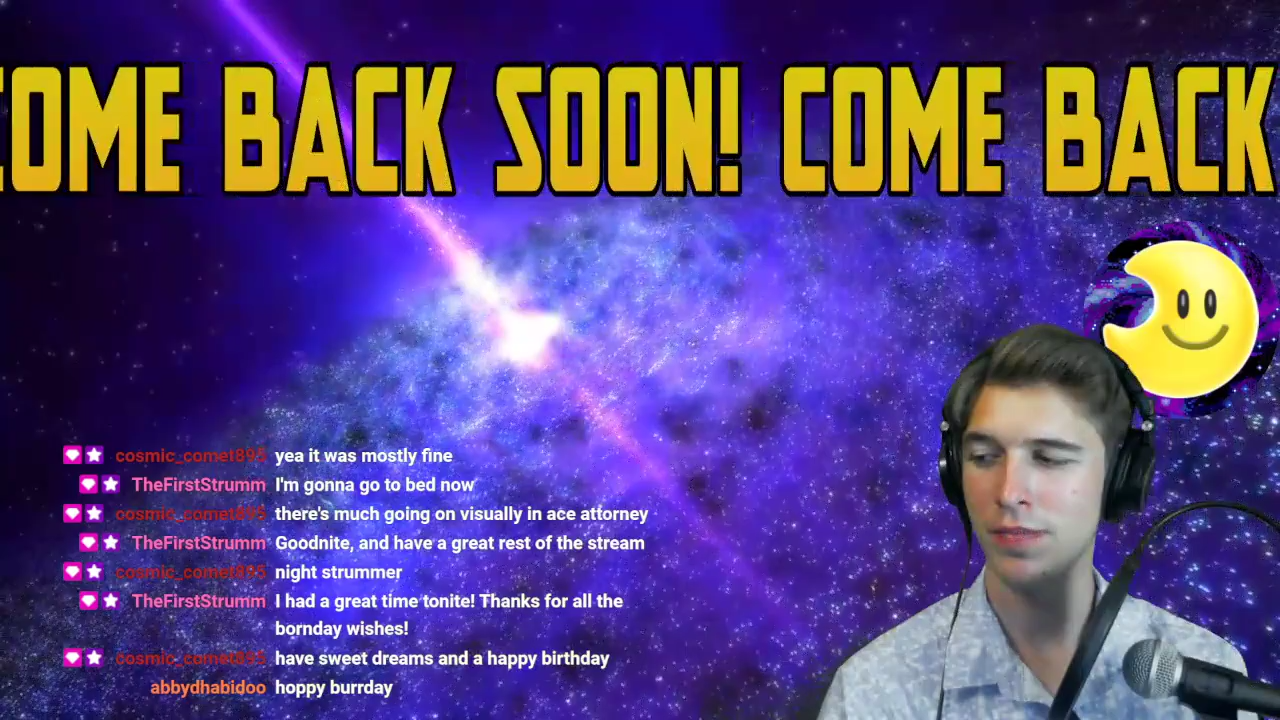 COME BACK SOON! COME BACK
cosmic_comet895 yea it was mostly fine
TheFirstStrumm I'm gonna go to bed now
cosmic_comet895 there's much going on visually in ace attorney
TheFirstStrumm Goodnite, and have a great rest of the stream
cosmic_comet895 night strummer
TheFirstStrumm I had a great time tonite! Thanks for all the
bornday wishes!
cosmic_comet895 have sweet dreams and a happy birthday
abbydhabidoo hoppy burrday